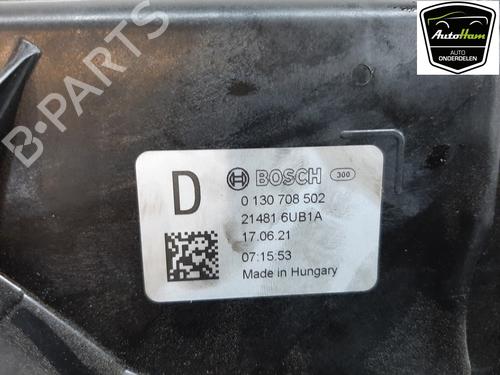 AutoHam
AUTO
ONDERDELEN
B-PARTS
D
BOSCH
300
0 130 708 502
21481 6UB1A
17.06.21
07:15:53
Made in Hungary